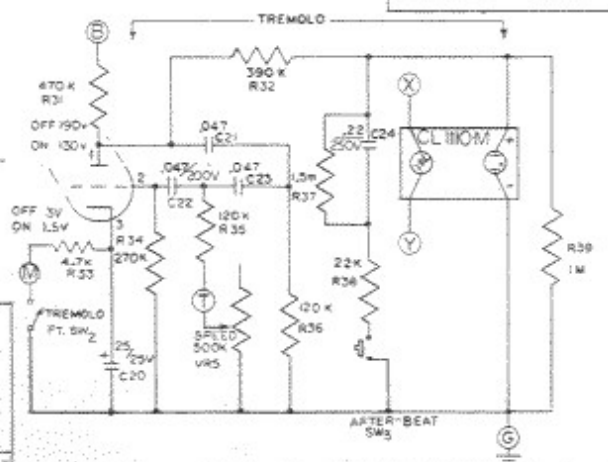 TREMOLO
B
470K
R31
OFF 190v
ON 130v
1
390K
R32
.047
C21
.047
200V
C22
.047
C23
2
3
OFF 3V
ON 1.5V
4.7K
R33
M
TREMOLO
FT. SW2
R34
270K
120K
R35
T
SPEED
500K
VR5
120K
R36
25/25V
C20
1.5m
R37
.22
250V
C24
22K
R38
AFTER-BEAT
SW3
X
Y
+
-
R39
1M
G